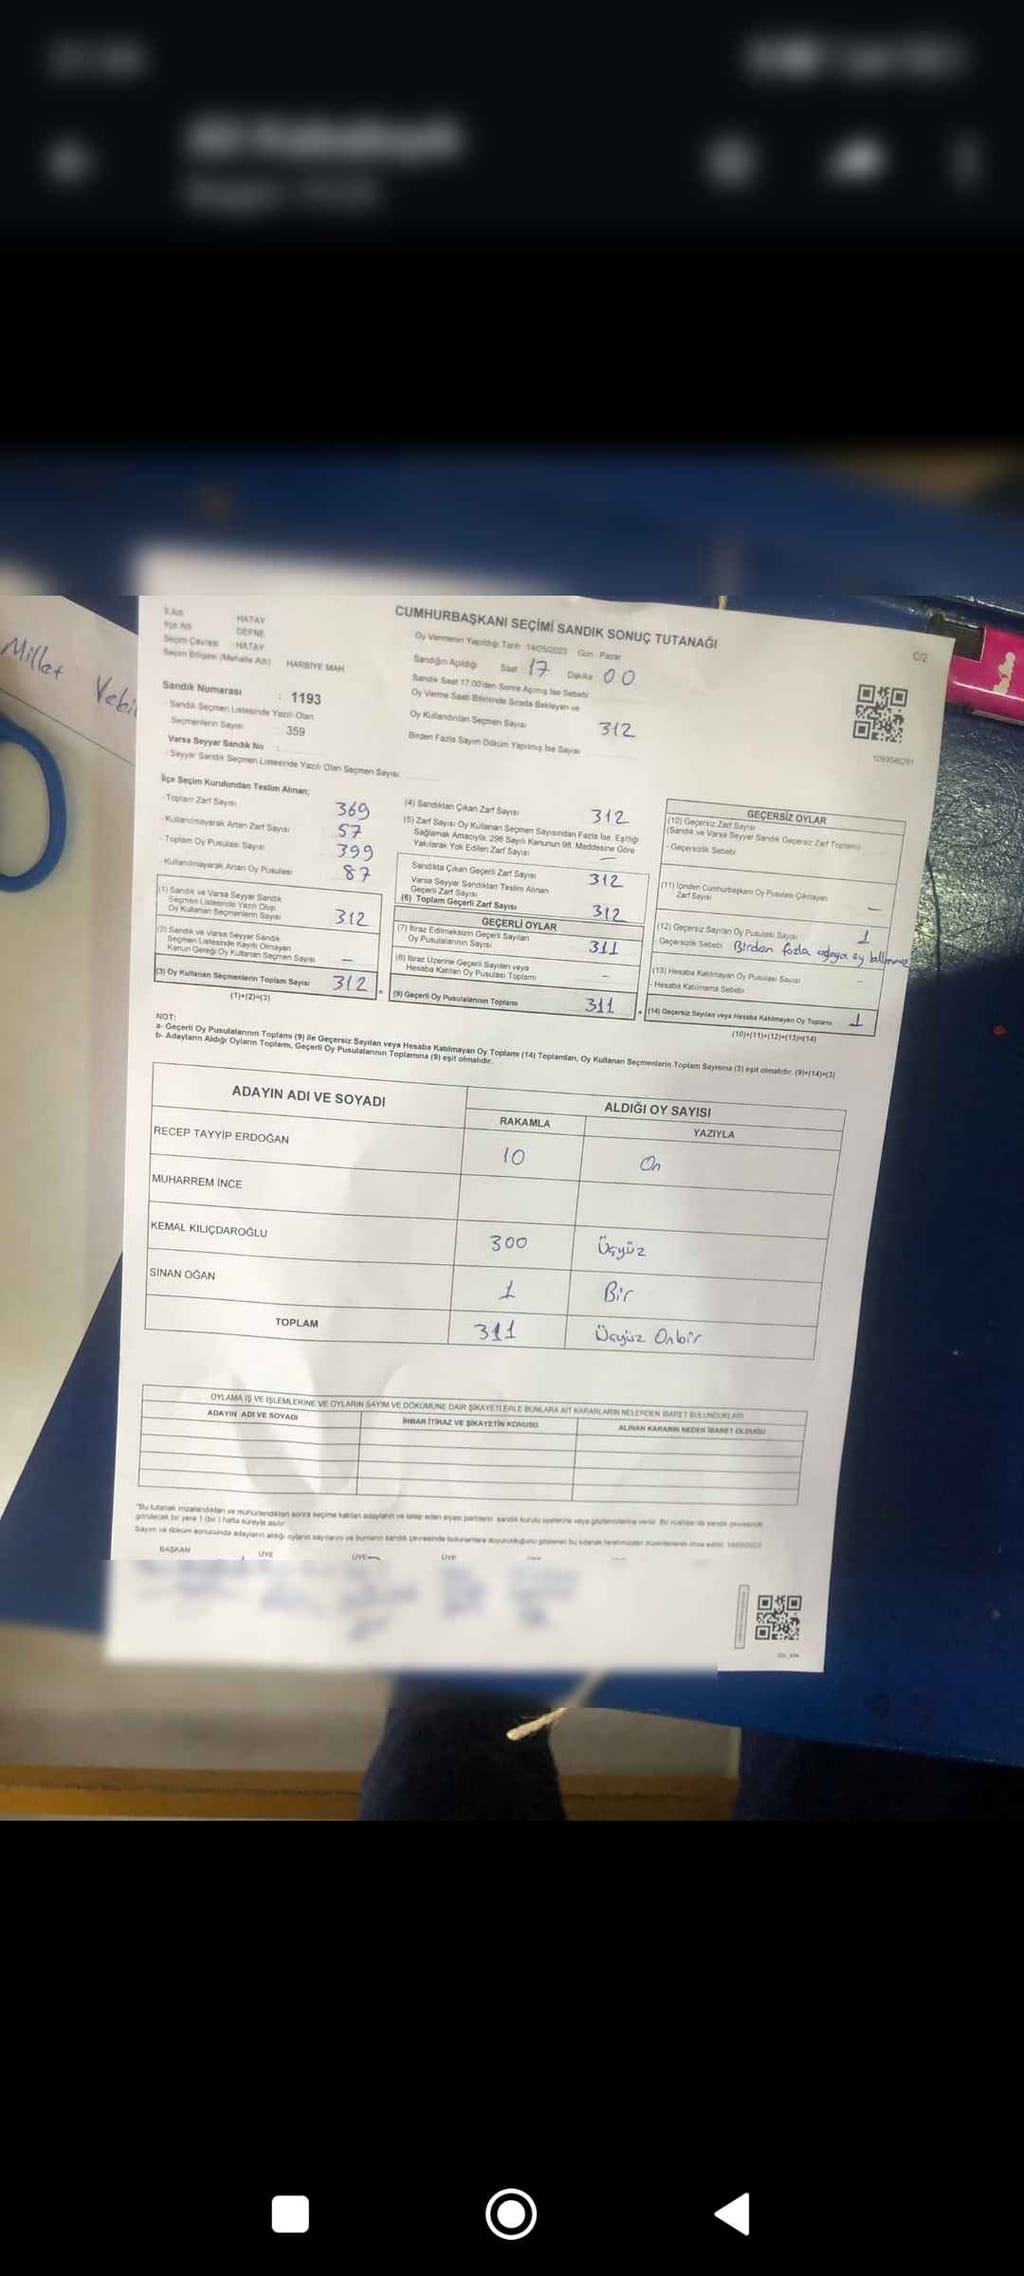 Millet Vekil
İl Adı HATAY
İlçe Adı DEFNE
Seçim Çevresi HATAY
Seçim Bölgesi (Mahalle Adı) HARBİYE MAH
Sandık Numarası : 1193
- Sandık Seçmen Listesinde Yazılı Olan
Seçmenlerin Sayısı 359
Varsa Seyyar Sandık No :
- Seyyar Sandık Seçmen Listesinde Yazılı Olan Seçmen Sayısı
CUMHURBAŞKANI SEÇİMİ SANDIK SONUÇ TUTANAĞI
C/2
Oy Vermenin Yapıldığı Tarih 14/05/2023 Gün : Pazar
Sandığın Açıldığı Saat 17 Dakika 00
Sandık Saat 17.00'den Sonra Açılmış İse Sebebi
Oy Verme Saati Bitiminde Sırada Bekleyen ve
Oy Kullandırılan Seçmen Sayısı 312
Birden Fazla Sayım Döküm Yapılmış İse Sayısı
İlçe Seçim Kurulundan Teslim Alınan;
- Toplam Zarf Sayısı 369
- Kullanılmayarak Artan Zarf Sayısı 57
- Toplam Oy Pusulası Sayısı 399
- Kullanılmayarak Artan Oy Pusulası 87
(1) Sandık ve Varsa Seyyar Sandık
Seçmen Listesinde Yazılı Olup
Oy Kullanan Seçmenlerin Sayısı 312
(2) Sandık ve Varsa Seyyar Sandık
Seçmen Listesinde Kayıtlı Olmayan
Kanun Gereği Oy Kullanan Seçmen Sayısı –
(3) Oy Kullanan Seçmenlerin Toplam Sayısı 312
(1)+(2)=(3)
(4) Sandıktan Çıkan Zarf Sayısı 312
(5) Zarf Sayısı Oy Kullanan Seçmen Sayısından Fazla İse, Eşitliği
Sağlamak Amacıyla, 298 Sayılı Kanunun 98. Maddesine Göre
Yakılarak Yok Edilen Zarf Sayısı –
Sandıkta Çıkan Geçerli Zarf Sayısı 312
Varsa Seyyar Sandıktan Teslim Alınan
Geçerli Zarf Sayısı
(6) Toplam Geçerli Zarf Sayısı 312
GEÇERLİ OYLAR
(7) İtiraz Edilmeksizin Geçerli Sayılan
Oy Pusulalarının Sayısı 311
(8) İtiraz Üzerine Geçerli Sayılan veya
Hesaba Katılan Oy Pusulası Toplamı –
(9) Geçerli Oy Pusulalarının Toplamı 311
GEÇERSİZ OYLAR
(10) Geçersiz Zarf Sayısı
(Sandık ve Varsa Seyyar Sandık Geçersiz Zarf Toplamı)
- Geçersizlik Sebebi
(11) İçinden Cumhurbaşkanı Oy Pusulası Çıkmayan
Zarf Sayısı –
(12) Geçersiz Sayılan Oy Pusulası Sayısı 1
- Geçersizlik Sebebi Birden fazla adaya oy
(13) Hesaba Katılmayan Oy Pusulası Sayısı –
- Hesaba Katılmama Sebebi
(14) Geçersiz Sayılan veya Hesaba Katılmayan Oy Toplamı 1
(10)+(11)+(12)+(13)=(14)
NOT:
a- Geçerli Oy Pusulalarının Toplamı (9) ile Geçersiz Sayılan veya Hesaba Katılmayan Oy Toplamı (14) Toplamları, Oy Kullanan Seçmenlerin Toplam Sayısına (3) eşit olmalıdır. (9)+(14)=(3)
b- Adayların Aldığı Oyların Toplamı, Geçerli Oy Pusulalarının Toplamına (9) eşit olmalıdır.
ADAYIN ADI VE SOYADI ALDIĞI OY SAYISI
RAKAMLA YAZIYLA
RECEP TAYYİP ERDOĞAN 10 On
MUHARREM İNCE
KEMAL KILIÇDAROĞLU 300 Üçyüz
SİNAN OĞAN 1 Bir
TOPLAM 311 Üçyüz Onbir
OYLAMA İŞ VE İŞLEMLERİNE VE OYLARIN SAYIM VE DÖKÜMÜNE DAİR ŞİKAYETLERLE BUNLARA AİT KARARLARIN NELERDEN İBARET BULUNDUKLARI
ADAYIN ADI VE SOYADI İHBAR İTİRAZ VE ŞİKAYETİN KONUSU ALINAN KARARIN NEDEN İBARET OLDUĞU
BAŞKAN ÜYE ÜYE ÜYE